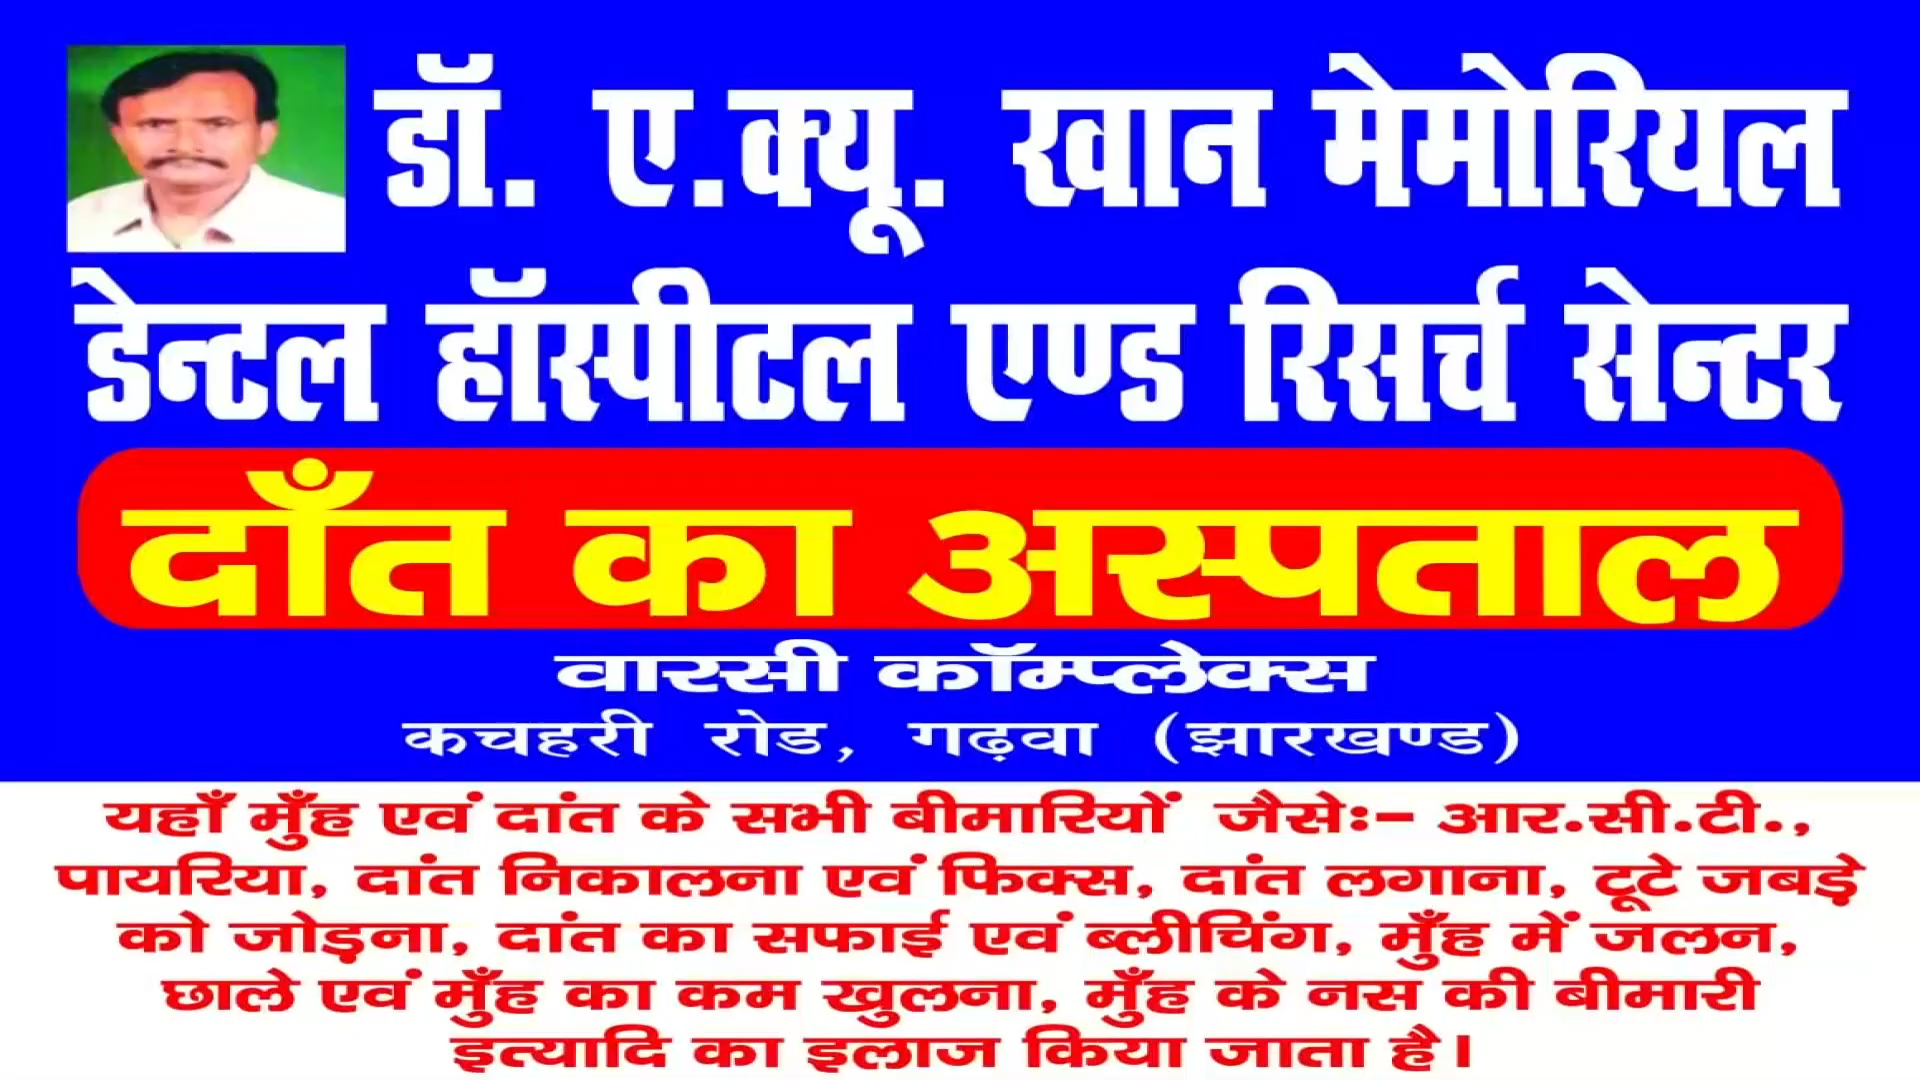 डॉ. ए.क्यू. खान मेमोरियल
डेन्टल हॉस्पीटल एण्ड रिसर्च सेन्टर
दाँत का अस्पताल
वारसी कॉम्प्लेक्स
कचहरी रोड, गढ़वा (झारखण्ड)
यहाँ मुँह एवं दांत के सभी बीमारियों जैसेः- आर.सी.टी.,
पायरिया, दांत निकालना एवं फिक्स, दांत लगाना, टूटे जबड़े
को जोड़ना, दांत का सफाई एवं ब्लीचिंग, मुँह में जलन,
छाले एवं मुँह का कम खुलना, मुँह के नस की बीमारी
इत्यादि का इलाज किया जाता है।